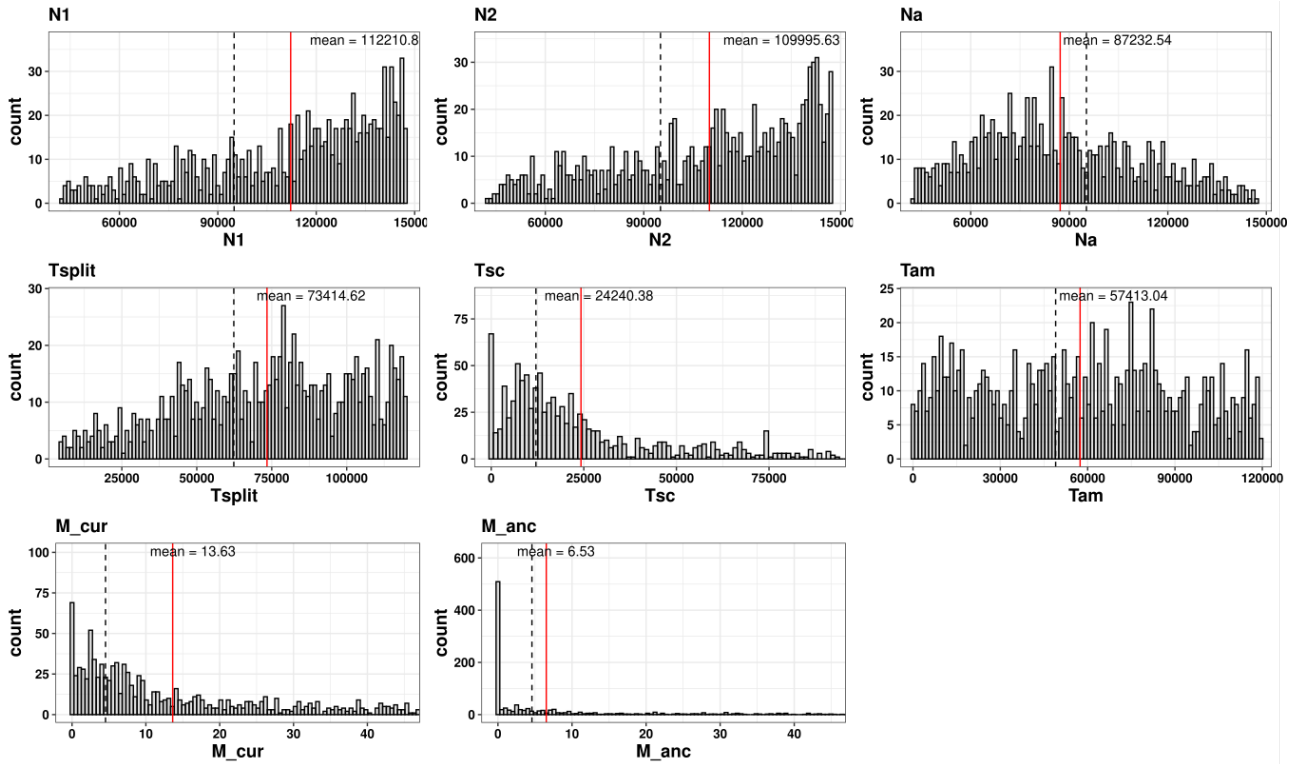 N1
mean = 112210.8
count
30
20
10
0
60000 90000 120000 150000
N1
N2
mean = 109995.63
count
30
20
10
0
60000 90000 120000 150000
N2
Na
mean = 87232.54
count
30
20
10
0
60000 90000 120000 150000
Na
Tsplit
mean = 73414.62
count
30
20
10
0
25000 50000 75000 100000
Tsplit
Tsc
mean = 24240.38
count
75
50
25
0
0 25000 50000 75000
Tsc
Tam
mean = 57413.04
count
25
20
15
10
5
0
0 30000 60000 90000 120000
Tam
M_cur
mean = 13.63
count
100
75
50
25
0
0 10 20 30 40
M_cur
M_anc
mean = 6.53
count
600
400
200
0
0 10 20 30 40
M_anc